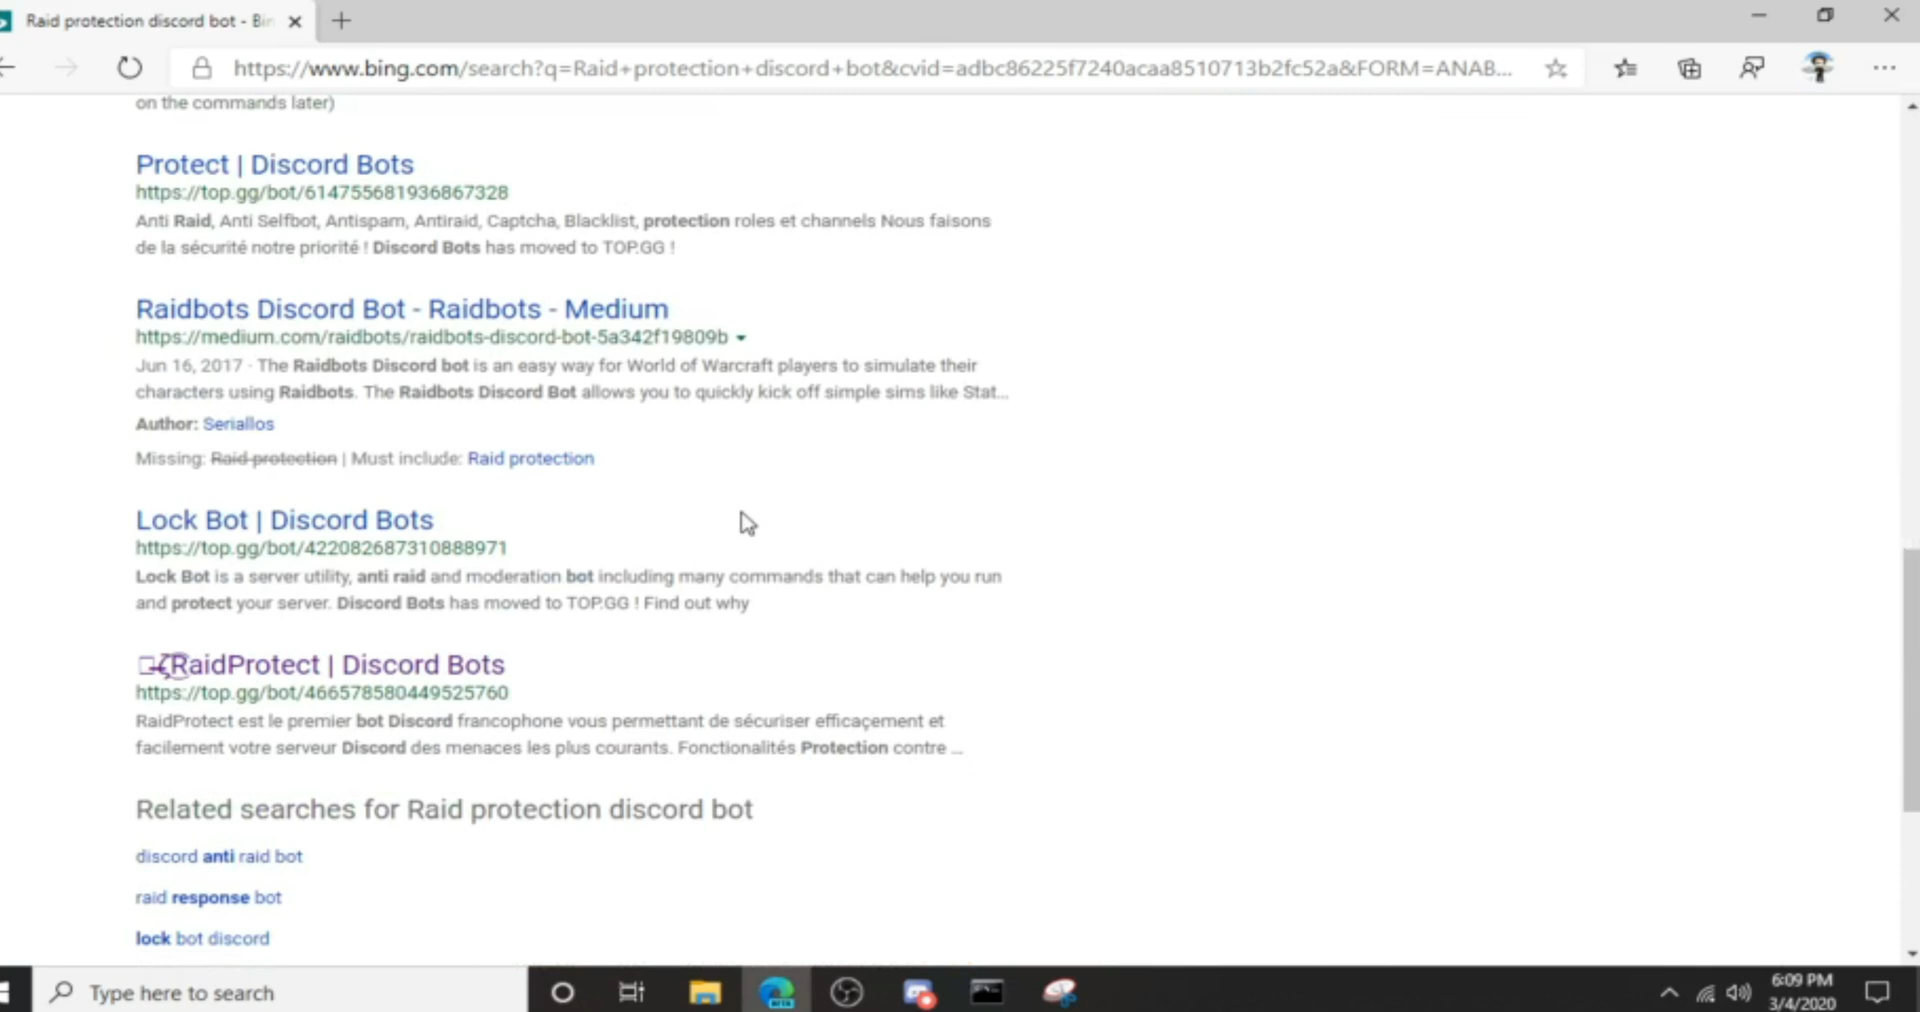 Raid protection discord bot - Bin
https://www.bing.com/search?q=Raid+protection+discord+bot&cvid=adbc86225f7240acaa8510713b2fc52a&FORM=ANAB...
on the commands later)
Protect | Discord Bots
https://top.gg/bot/614755681936867328
Anti Raid, Anti Selfbot, Antispam, Antiraid, Captcha, Blacklist, protection roles et channels Nous faisons
de la sécurité notre priorité ! Discord Bots has moved to TOP.GG !
Raidbots Discord Bot - Raidbots - Medium
https://medium.com/raidbots/raidbots-discord-bot-5a342f19809b
Jun 16, 2017 · The Raidbots Discord bot is an easy way for World of Warcraft players to simulate their
characters using Raidbots. The Raidbots Discord Bot allows you to quickly kick off simple sims like Stat...
Author: Seriallos
Missing: Raid protection | Must include: Raid protection
Lock Bot | Discord Bots
https://top.gg/bot/422082687310888971
Lock Bot is a server utility, anti raid and moderation bot including many commands that can help you run
and protect your server. Discord Bots has moved to TOP.GG ! Find out why
RaidProtect | Discord Bots
https://top.gg/bot/466578580449525760
RaidProtect est le premier bot Discord francophone vous permettant de sécuriser efficaçement et
facilement votre serveur Discord des menaces les plus courants. Fonctionalités Protection contre ...
Related searches for Raid protection discord bot
discord anti raid bot
raid response bot
lock bot discord
Type here to search
6:09 PM
3/4/2020